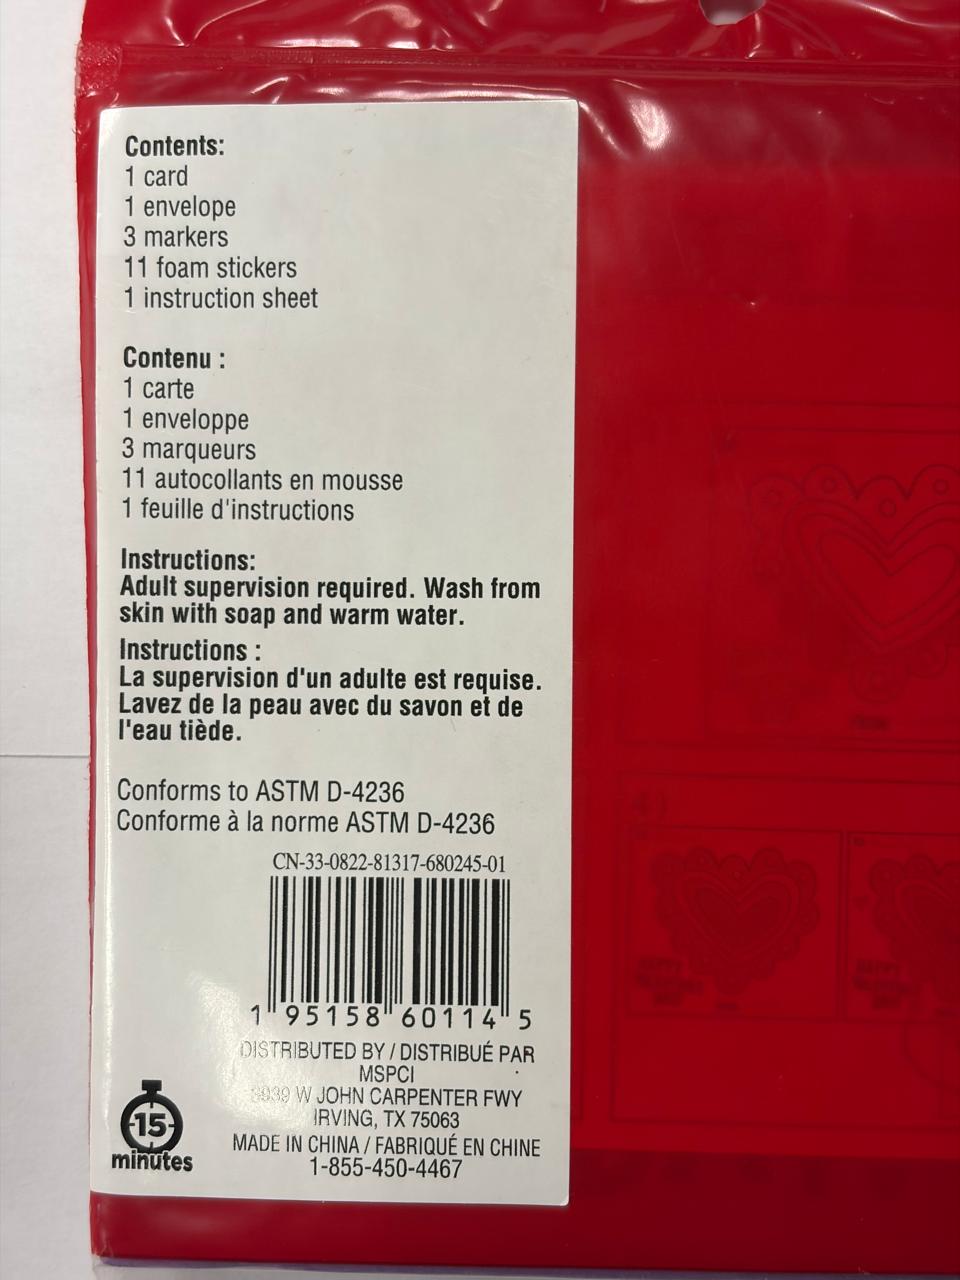 Contents:
1 card
1 envelope
3 markers
11 foam stickers
1 instruction sheet
Contenu :
1 carte
1 enveloppe
3 marqueurs
11 autocollants en mousse
1 feuille d'instructions
Instructions:
Adult supervision required. Wash from
skin with soap and warm water.
Instructions :
La supervision d'un adulte est requise.
Lavez de la peau avec du savon et de
l'eau tiède.
Conforms to ASTM D-4236
Conforme à la norme ASTM D-4236
CN-33-0822-81317-680245-01
1 95158 60114 5
DISTRIBUTED BY / DISTRIBUÉ PAR
MSPCI
W JOHN CARPENTER FWY
IRVING, TX 75063
MADE IN CHINA / FABRIQUÉ EN CHINE
1-855-450-4467
15
minutes
4)
HAPPY
VALENTINE'S
DAY!